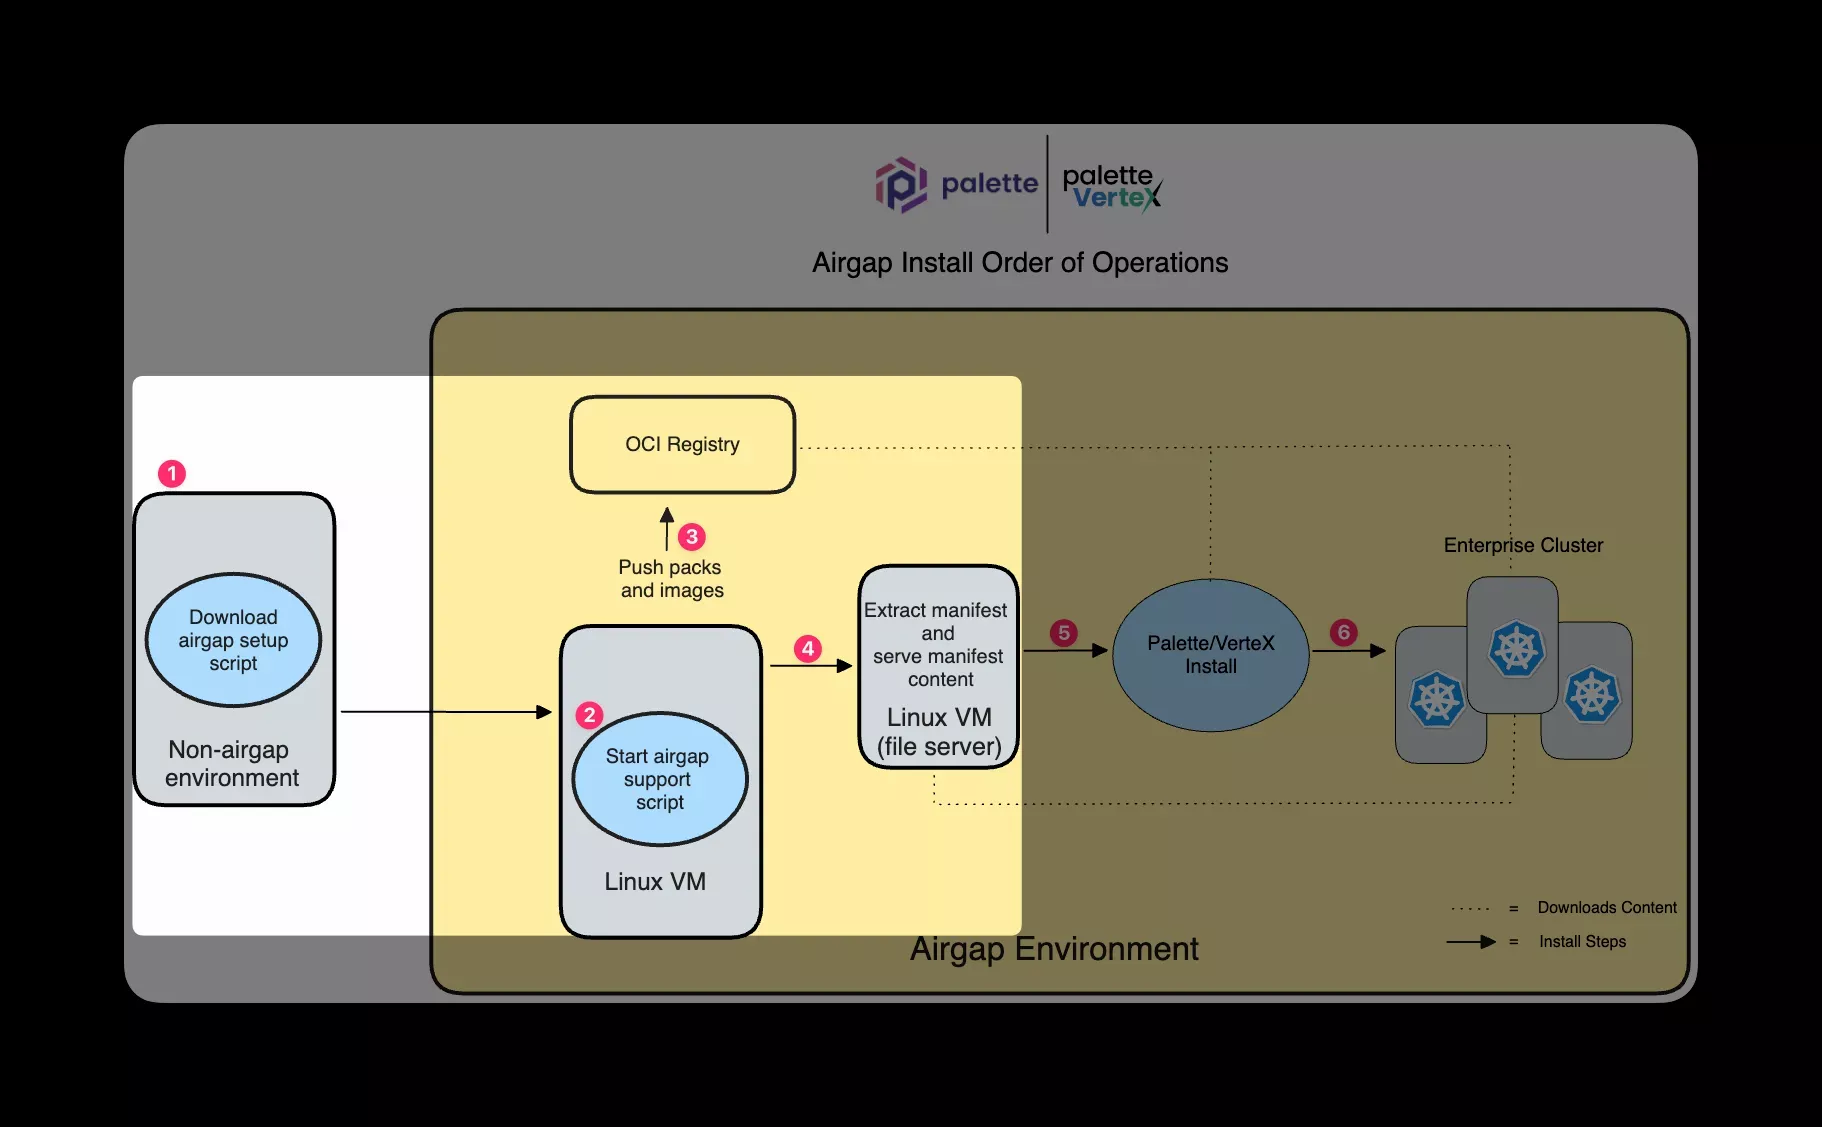 palette
palette
VerteX
Airgap Install Order of Operations
1
Download
airgap setup
script
Non-airgap
environment
OCI Registry
3
Push packs
and images
2
Start airgap
support
script
Linux VM
4
Extract manifest
and
serve manifest
content
Linux VM
(file server)
5
Palette/VerteX
Install
6
Enterprise Cluster
..... = Downloads Content
= Install Steps
Airgap Environment